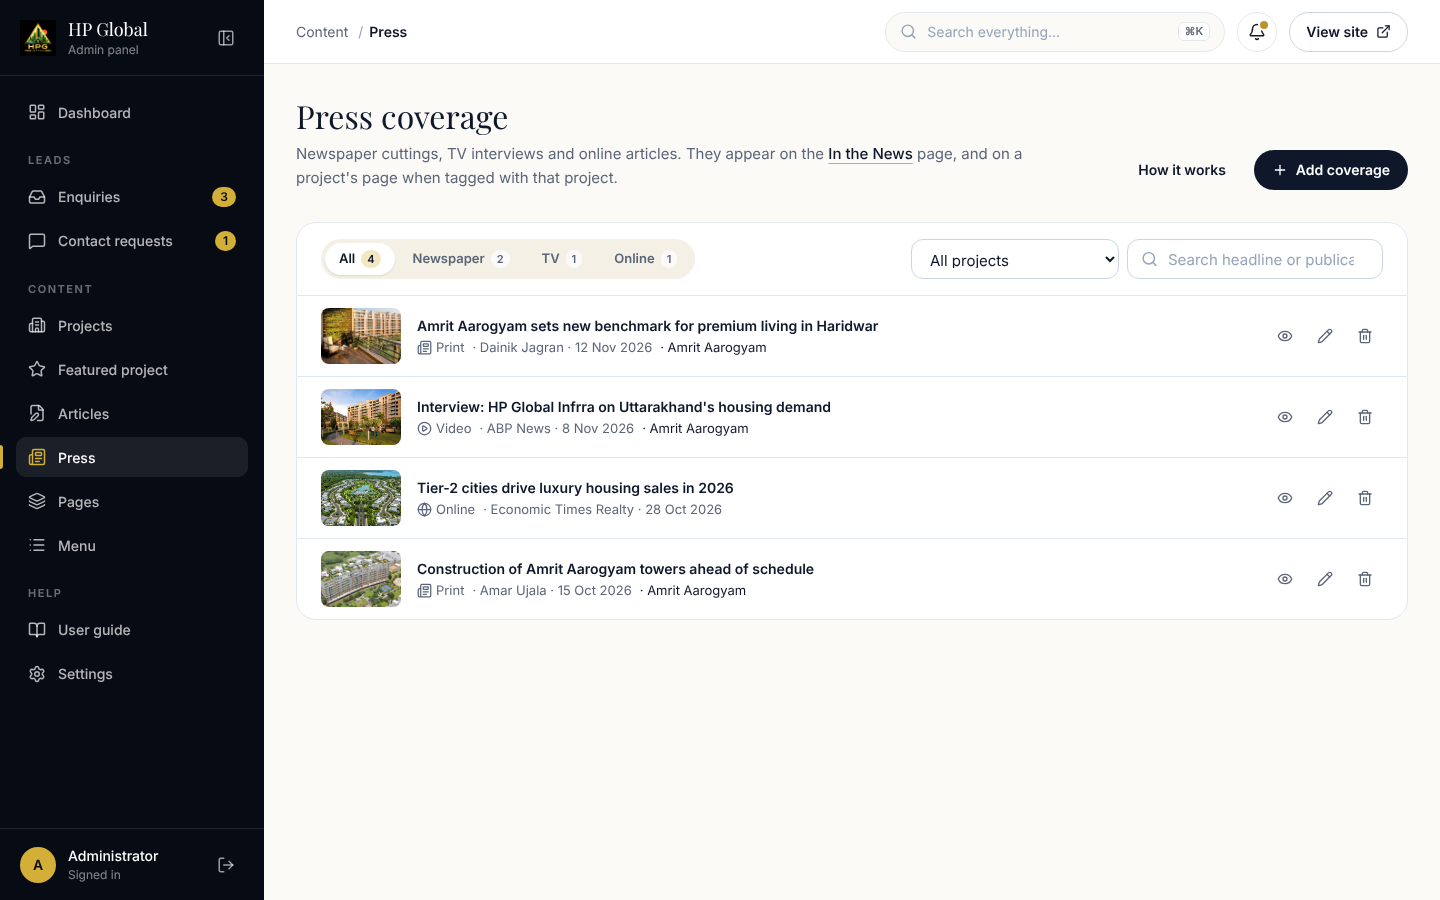 HP Global
Admin panel
Dashboard
LEADS
Enquiries 3
Contact requests 1
CONTENT
Projects
Featured project
Articles
Press
Pages
Menu
HELP
User guide
Settings
A
Administrator
Signed in
Content / Press
Search everything...
⌘K
View site
Press coverage
Newspaper cuttings, TV interviews and online articles. They appear on the In the News page, and on a
project's page when tagged with that project.
How it works
+ Add coverage
All 4 Newspaper 2 TV 1 Online 1
All projects
Search headline or publica
Amrit Aarogyam sets new benchmark for premium living in Haridwar
Print · Dainik Jagran · 12 Nov 2026 · Amrit Aarogyam
Interview: HP Global Infrra on Uttarakhand's housing demand
Video · ABP News · 8 Nov 2026 · Amrit Aarogyam
Tier-2 cities drive luxury housing sales in 2026
Online · Economic Times Realty · 28 Oct 2026
Construction of Amrit Aarogyam towers ahead of schedule
Print · Amar Ujala · 15 Oct 2026 · Amrit Aarogyam